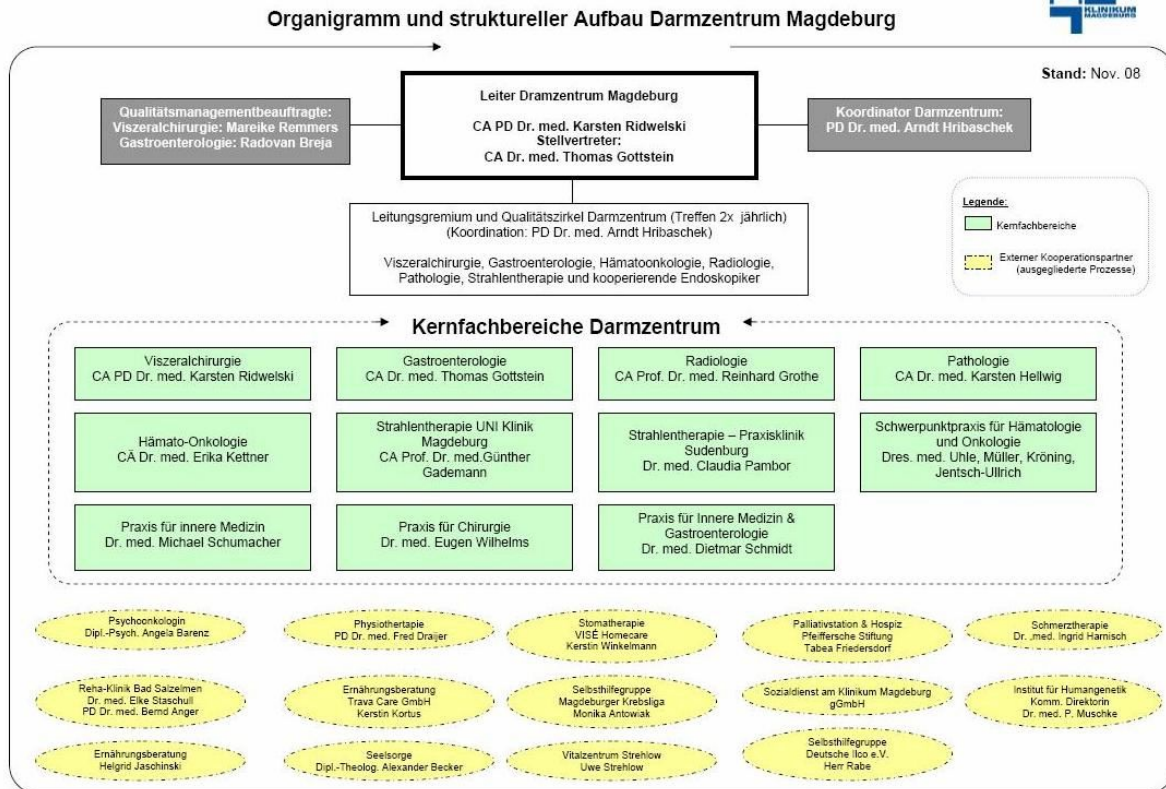 Organigramm und struktureller Aufbau Darmzentrum Magdeburg
KLINIKUM
MAGDEBURG
Stand: Nov. 08
Qualitätsmanagementbeauftragte:
Viszeralchirurgie: Mareike Remmers
Gastroenterologie: Radovan Breja
Leiter Dramzentrum Magdeburg
CA PD Dr. med. Karsten Ridwelski
Stellvertreter:
CA Dr. med. Thomas Gottstein
Koordinator Darmzentrum:
PD Dr. med. Arndt Hribaschek
Leitungsgremium und Qualitätszirkel Darmzentrum (Treffen 2x jährlich)
(Koordination: PD Dr. med. Arndt Hribaschek)
Viszeralchirurgie, Gastroenterologie, Hämatoonkologie, Radiologie,
Pathologie, Strahlentherapie und kooperierende Endoskopiker
Legende:
Kernfachbereiche
Externer Kooperationspartner
(ausgegliederte Prozesse)
Kernfachbereiche Darmzentrum
Viszeralchirurgie
CA PD Dr. med. Karsten Ridwelski
Gastroenterologie
CA Dr. med. Thomas Gottstein
Radiologie
CA Prof. Dr. med. Reinhard Grothe
Pathologie
CA Dr. med. Karsten Hellwig
Hämato-Onkologie
CÄ Dr. med. Erika Kettner
Strahlentherapie UNI Klinik
Magdeburg
CA Prof. Dr. med.Günther
Gademann
Strahlentherapie – Praxisklinik
Sudenburg
Dr. med. Claudia Pambor
Schwerpunktpraxis für Hämatologie
und Onkologie
Dres. med. Uhle, Müller, Kröning,
Jentsch-Ullrich
Praxis für innere Medizin
Dr. med. Michael Schumacher
Praxis für Chirurgie
Dr. med. Eugen Wilhelms
Praxis für Innere Medizin &
Gastroenterologie
Dr. med. Dietmar Schmidt
Psychoonkologin
Dipl.-Psych. Angela Barenz
Physiothertapie
PD Dr. med. Fred Draijer
Stomatherapie
VISÉ Homecare
Kerstin Winkelmann
Palliativstation & Hospiz
Pfeiffersche Stiftung
Tabea Friedersdorf
Schmerztherapie
Dr. .med. Ingrid Harnisch
Reha-Klinik Bad Salzelmen
Dr. med. Elke Staschull
PD Dr. med. Bernd Anger
Ernährungsberatung
Trava Care GmbH
Kerstin Kortus
Selbsthilfegruppe
Magdeburger Krebsliga
Monika Antowiak
Sozialdienst am Klinikum Magdeburg
gGmbH
Institut für Humangenetik
Komm. Direktorin
Dr. med. P. Muschke
Ernährungsberatung
Helgrid Jaschinski
Seelsorge
Dipl.-Theolog. Alexander Becker
Vitalzentrum Strehlow
Uwe Strehlow
Selbsthilfegruppe
Deutsche Ilco e.V.
Herr Rabe